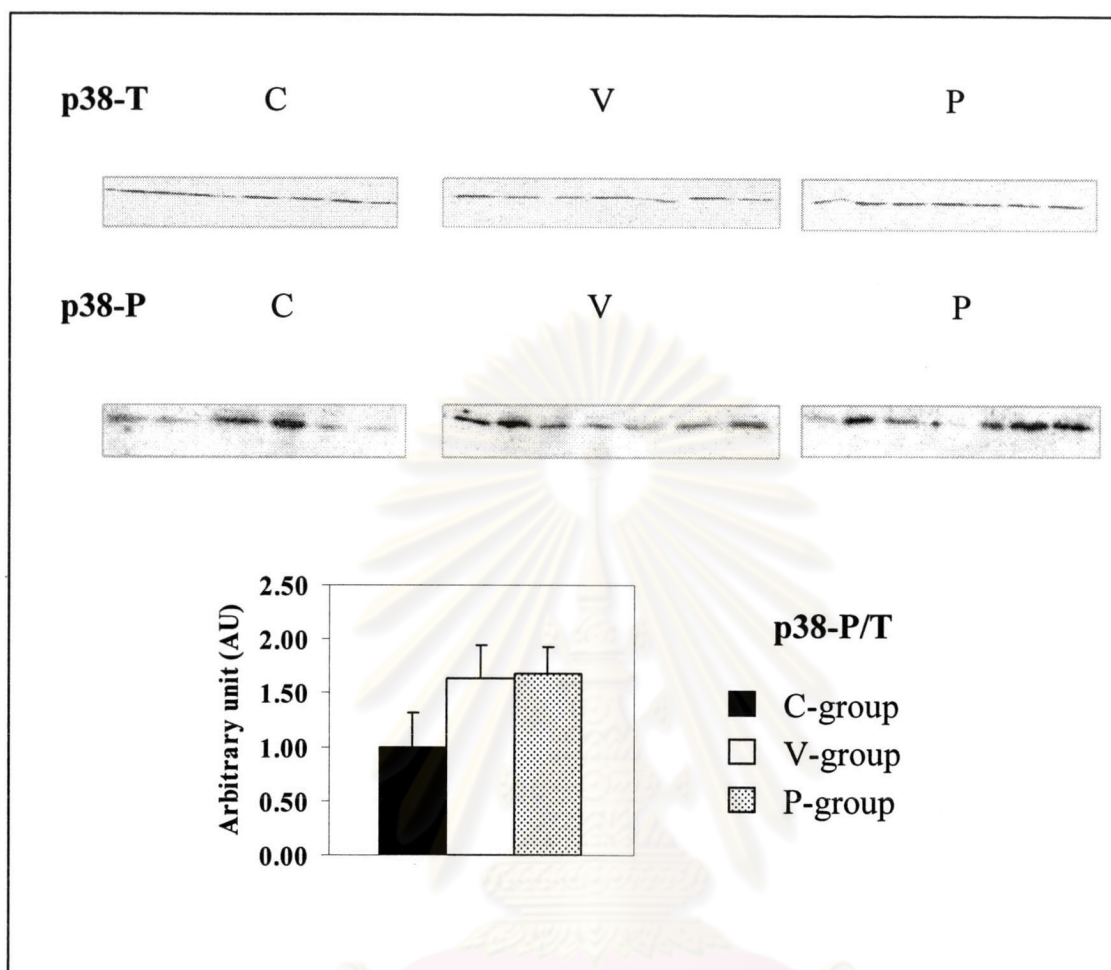 p38-T C V P
p38-P C V P
2.50
2.00
1.50
1.00
0.50
0.00
Arbitrary unit (AU)
p38-P/T
C-group
V-group
P-group